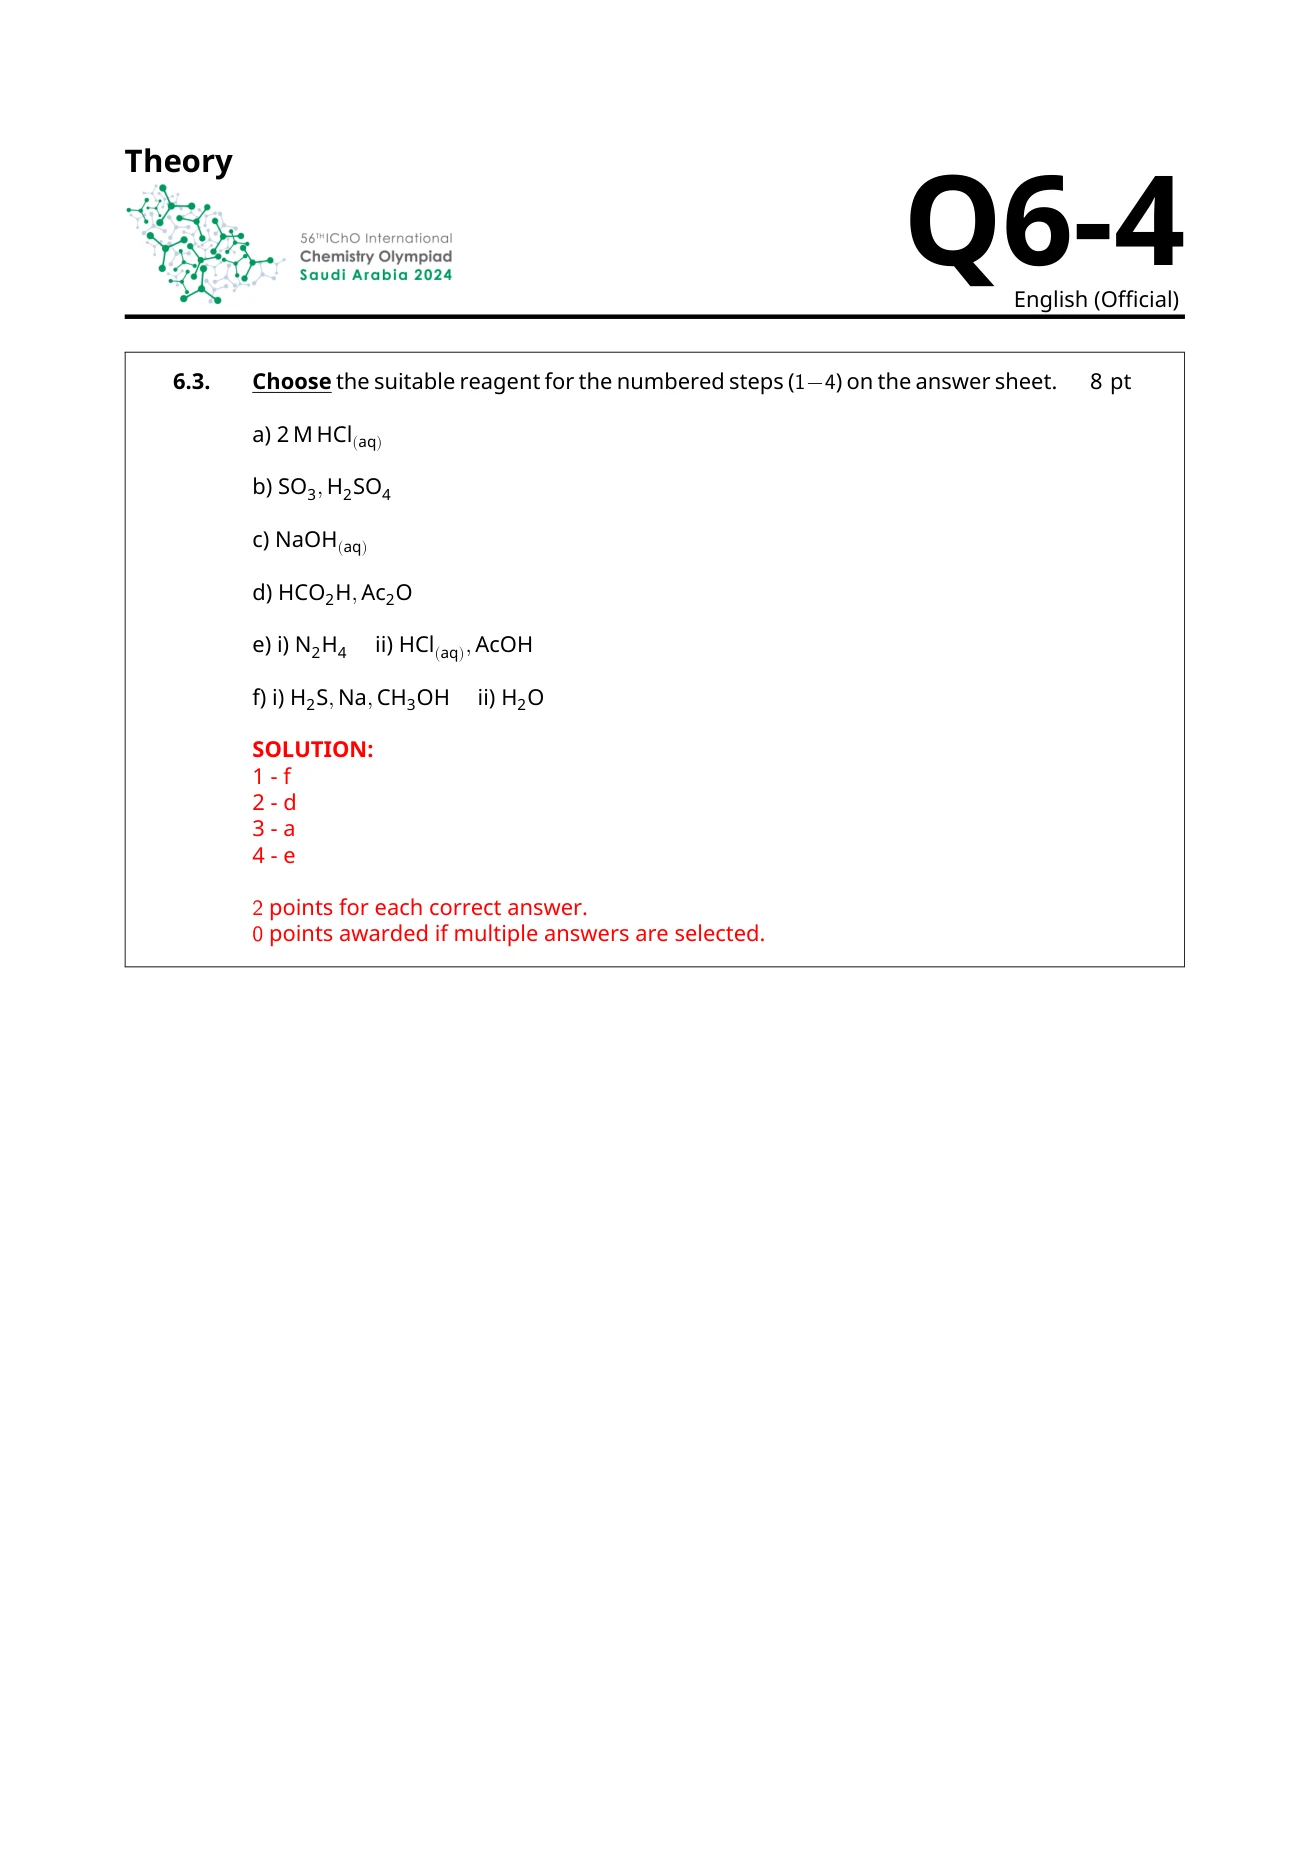 Theory
56ᵀᴴIChO International
Chemistry Olympiad
Saudi Arabia 2024
Q6-4
English (Official)
6.3. Choose the suitable reagent for the numbered steps (1−4) on the answer sheet. 8 pt
a) 2 M HCl(aq)
b) SO₃, H₂SO₄
c) NaOH(aq)
d) HCO₂H, Ac₂O
e) i) N₂H₄ ii) HCl(aq), AcOH
f) i) H₂S, Na, CH₃OH ii) H₂O
SOLUTION:
1 - f
2 - d
3 - a
4 - e
2 points for each correct answer.
0 points awarded if multiple answers are selected.